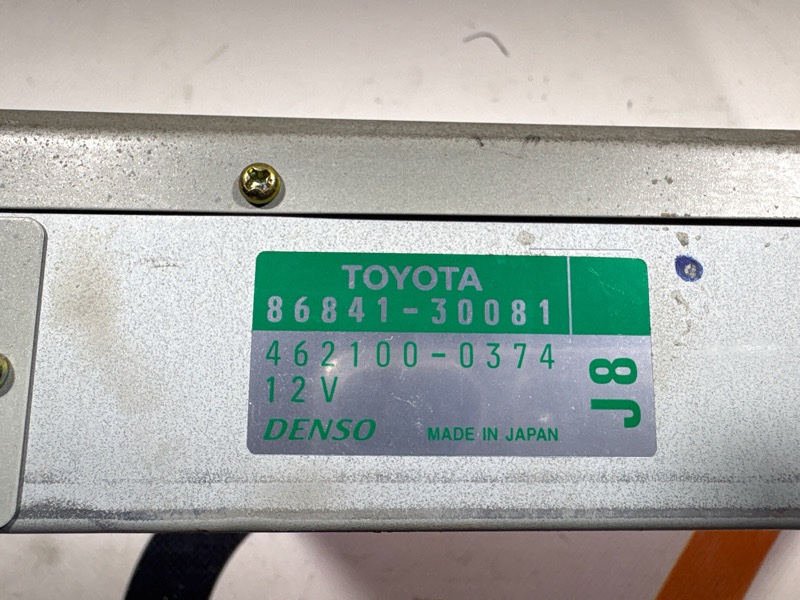 TOYOTA
86841-30081
462100-0374
12V
J8
DENSO
MADE IN JAPAN